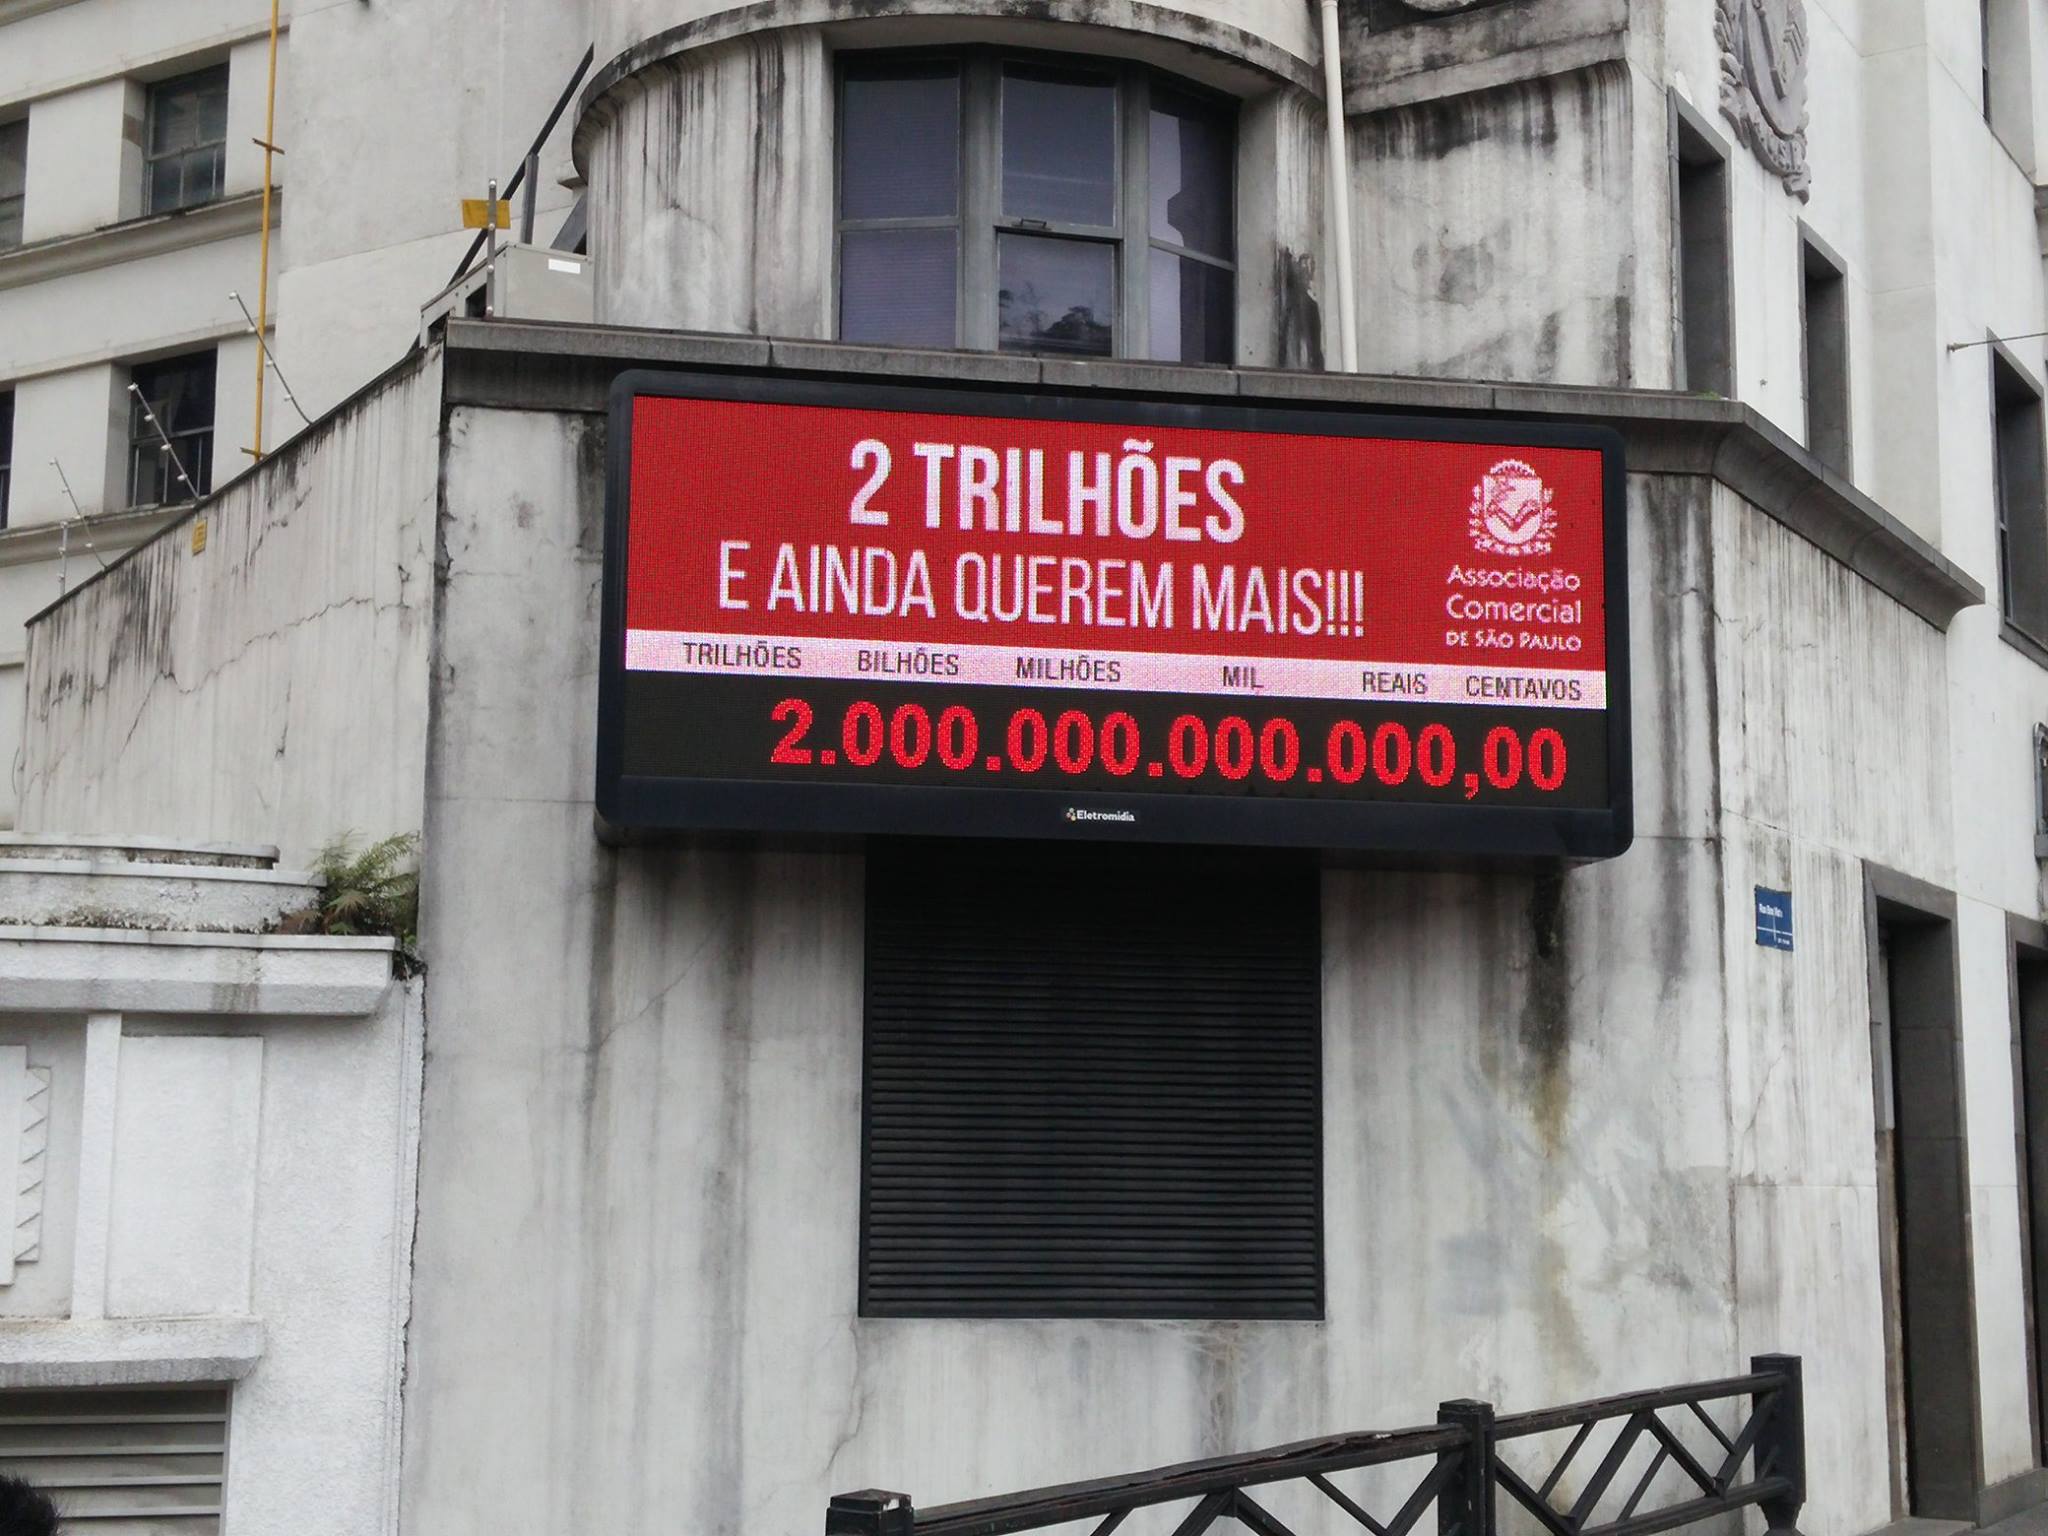 2 TRILHÕES
E AINDA QUEREM MAIS!!!
Associação
Comercial
DE SÃO PAULO
TRILHÕES BILHÕES MILHÕES MIL REAIS CENTAVOS
2.000.000.000.000,00
Eletromidia